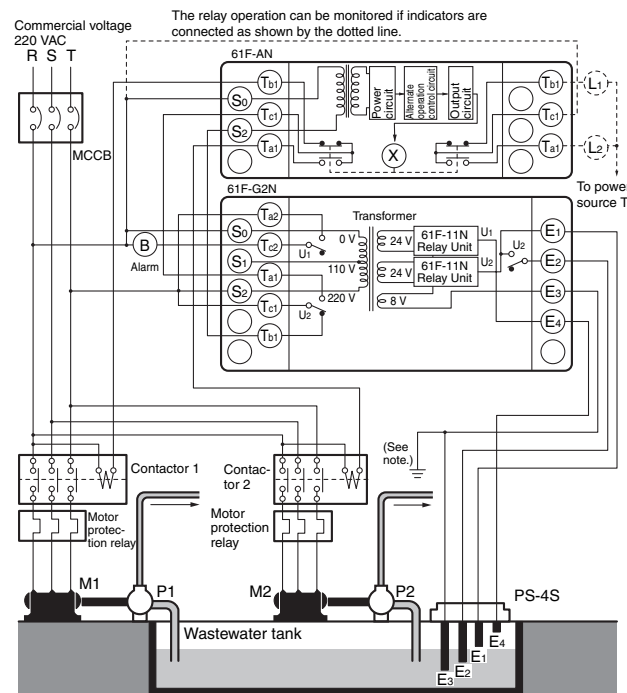 The relay operation can be monitored if indicators are
connected as shown by the dotted line.
Commercial voltage
220 VAC
R S T
MCCB
61F-AN
S0
S2
Tb1
Tc1
Ta1
Power
circuit
Alternate
operation
control circuit
Output
circuit
X
Tb1
Tc1
Ta1
L1
L2
To power
source T
61F-G2N
B
Alarm
S0
S1
S2
Ta2
Tc2
Ta1
Tc1
Tb1
U1
U2
Transformer
0 V
110 V
220 V
24 V
24 V
8 V
61F-11N
Relay Unit
61F-11N
Relay Unit
U1
U2
U2
E1
E2
E3
E4
(See
note.)
Contactor 1
Contac-
tor 2
Motor
protec-
tion relay
Motor
protection
relay
M1
P1
M2
P2
PS-4S
Wastewater tank
E4
E1
E2
E3